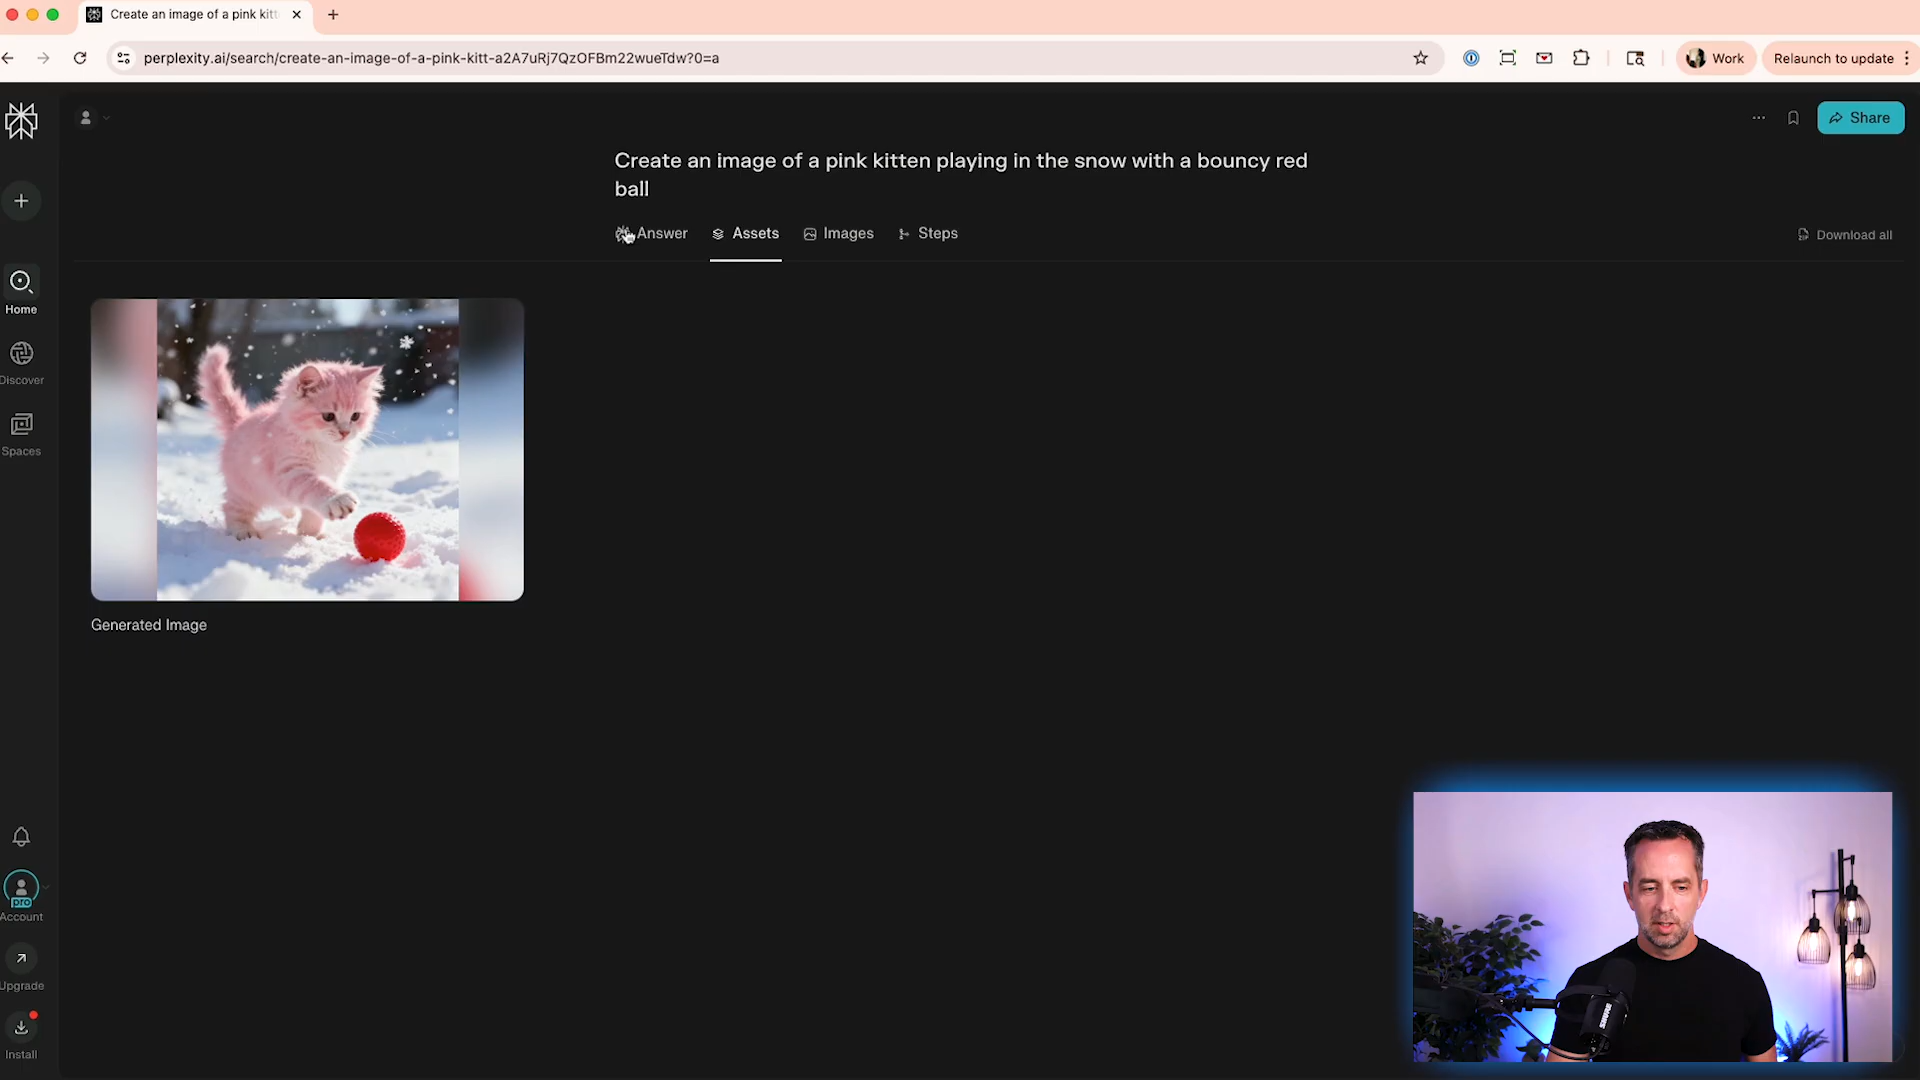 Create an image of a pink kitt
perplexity.ai/search/create-an-image-of-a-pink-kitt-a2A7uRj7QzOFBm22wueTdw?0=a
Work
Relaunch to update
Share
Create an image of a pink kitten playing in the snow with a bouncy red
ball
Answer
Assets
Images
Steps
Download all
Home
Discover
Spaces
Generated Image
pro
Account
Upgrade
Install